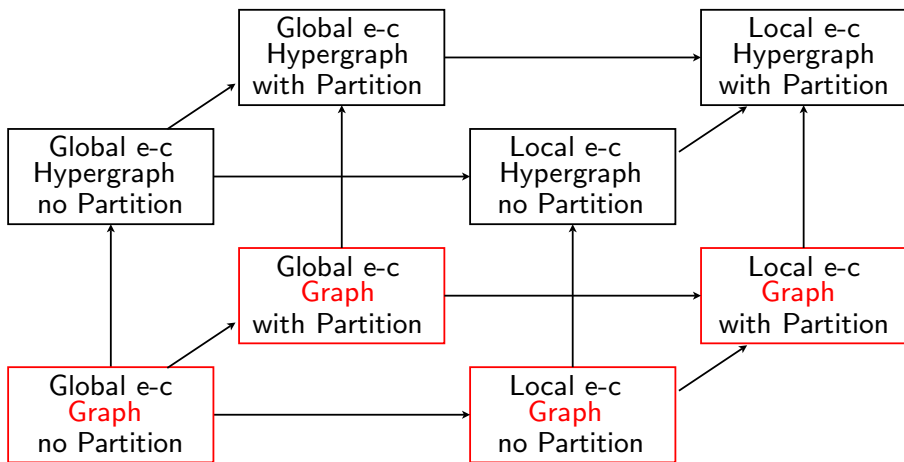 Global e-c
Hypergraph
with Partition
Local e-c
Hypergraph
with Partition
Global e-c
Hypergraph
no Partition
Local e-c
Hypergraph
no Partition
Global e-c
Graph
with Partition
Local e-c
Graph
with Partition
Global e-c
Graph
no Partition
Local e-c
Graph
no Partition